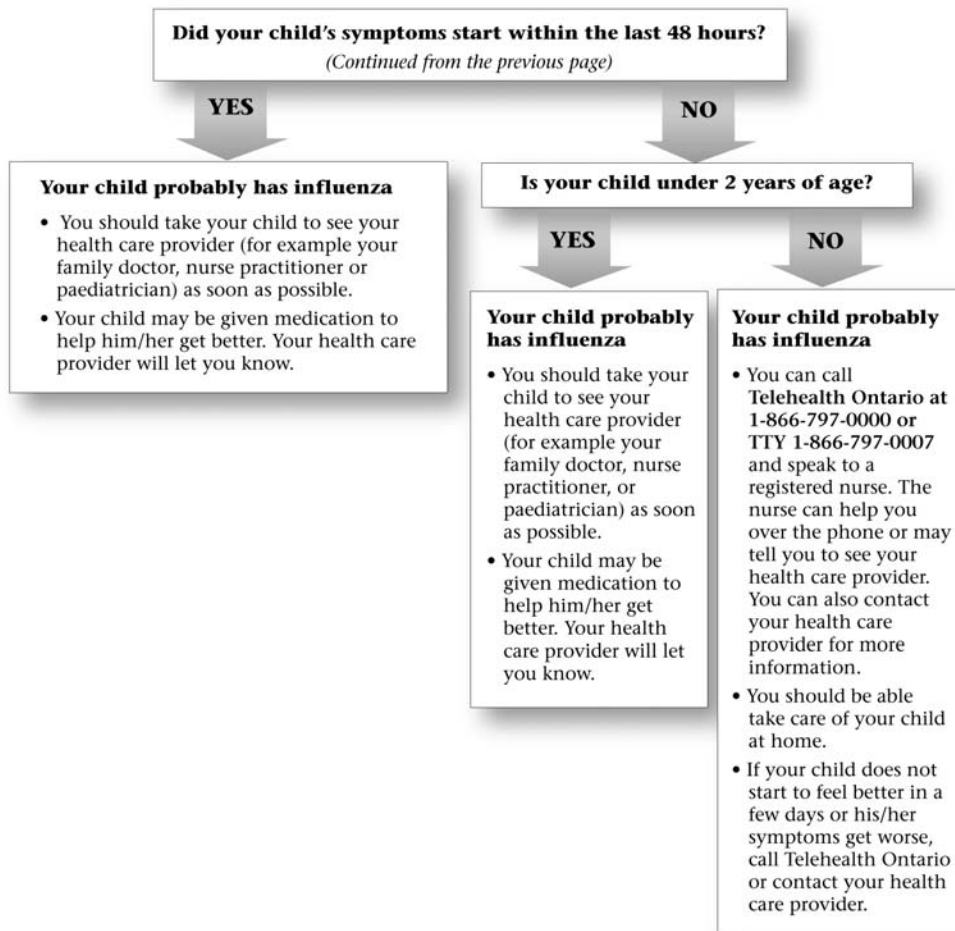 Did your child's symptoms start within the last 48 hours?
(Continued from the previous page)
YES
NO
Your child probably has influenza
• You should take your child to see your
health care provider (for example your
family doctor, nurse practitioner or
paediatrician) as soon as possible.
• Your child may be given medication to
help him/her get better. Your health care
provider will let you know.
Is your child under 2 years of age?
YES
NO
Your child probably
has influenza
• You should take your
child to see your
health care provider
(for example your
family doctor, nurse
practitioner, or
paediatrician) as soon
as possible.
• Your child may be
given medication to
help him/her get
better. Your health
care provider will let
you know.
Your child probably
has influenza
• You can call
Telehealth Ontario at
1-866-797-0000 or
TTY 1-866-797-0007
and speak to a
registered nurse. The
nurse can help you
over the phone or may
tell you to see your
health care provider.
You can also contact
your health care
provider for more
information.
• You should be able
take care of your child
at home.
• If your child does not
start to feel better in a
few days or his/her
symptoms get worse,
call Telehealth Ontario
or contact your health
care provider.